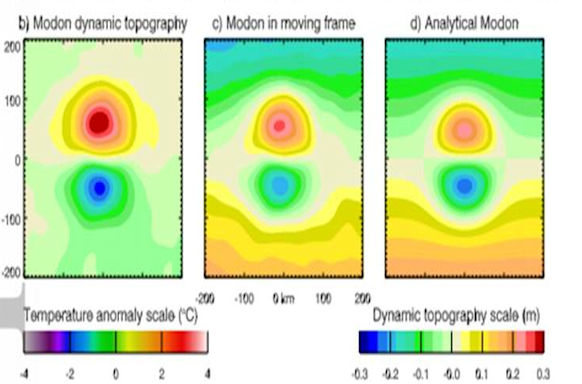 b) Modon dynamic topography
c) Modon in moving frame
d) Analytical Modon
200
100
0
-100
-200
-200 -100 0 km 100 200
Temperature anomaly scale (°C)
Dynamic topography scale (m)
-4 -2 0 2 4
-0.3 -0.2 -0.1 -0.0 0.1 0.2 0.3